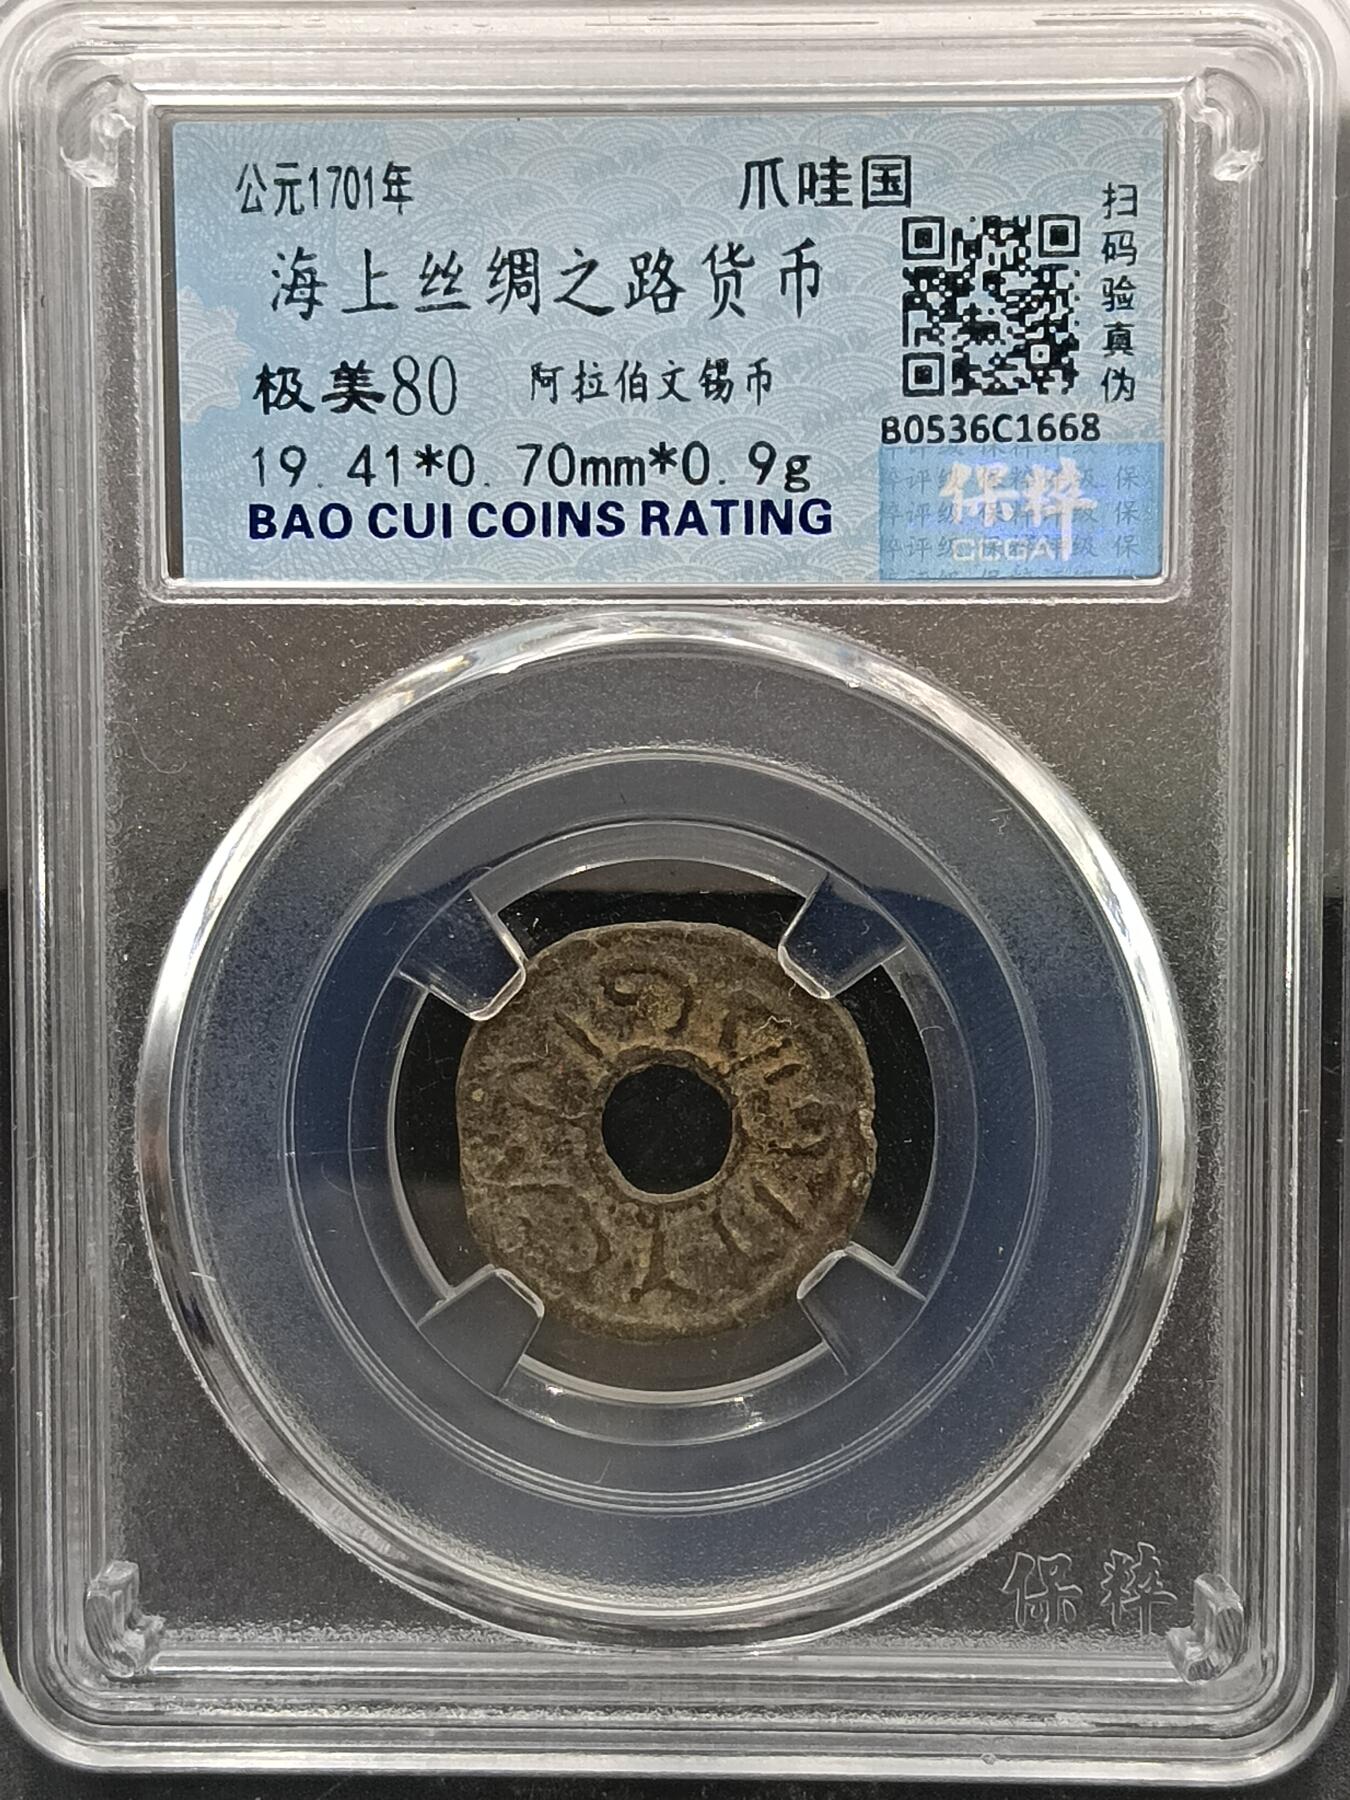 公元1701年 爪哇国
海上丝绸之路货币
极美80 阿拉伯文锡币
19.41*0.70mm*0.9g
BAO CUI COINS RATING
扫码验真伪
B0536C1668
保粹
保粹